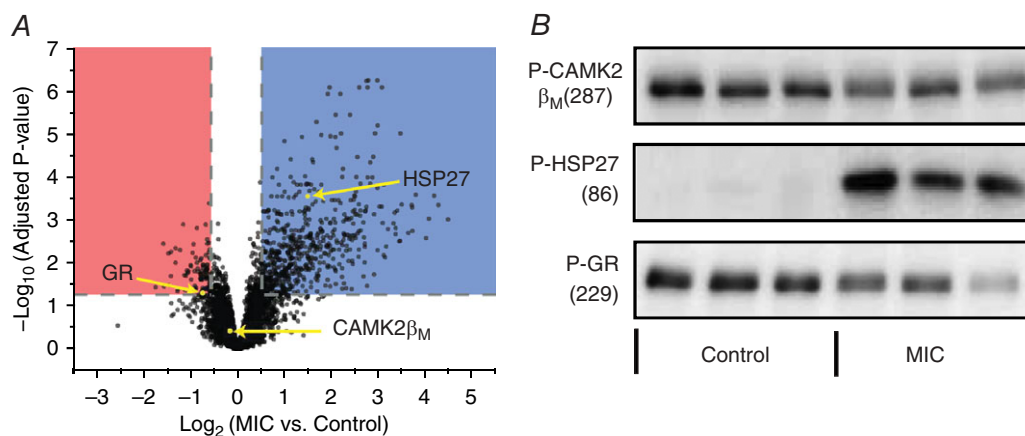 A
7
6
5
4
3
2
1
0
–Log₁₀ (Adjusted P-value)
HSP27
GR
CAMK2βM
–3 –2 –1 0 1 2 3 4 5
Log₂ (MIC vs. Control)
B
P-CAMK2
βM(287)
P-HSP27
(86)
P-GR
(229)
Control MIC